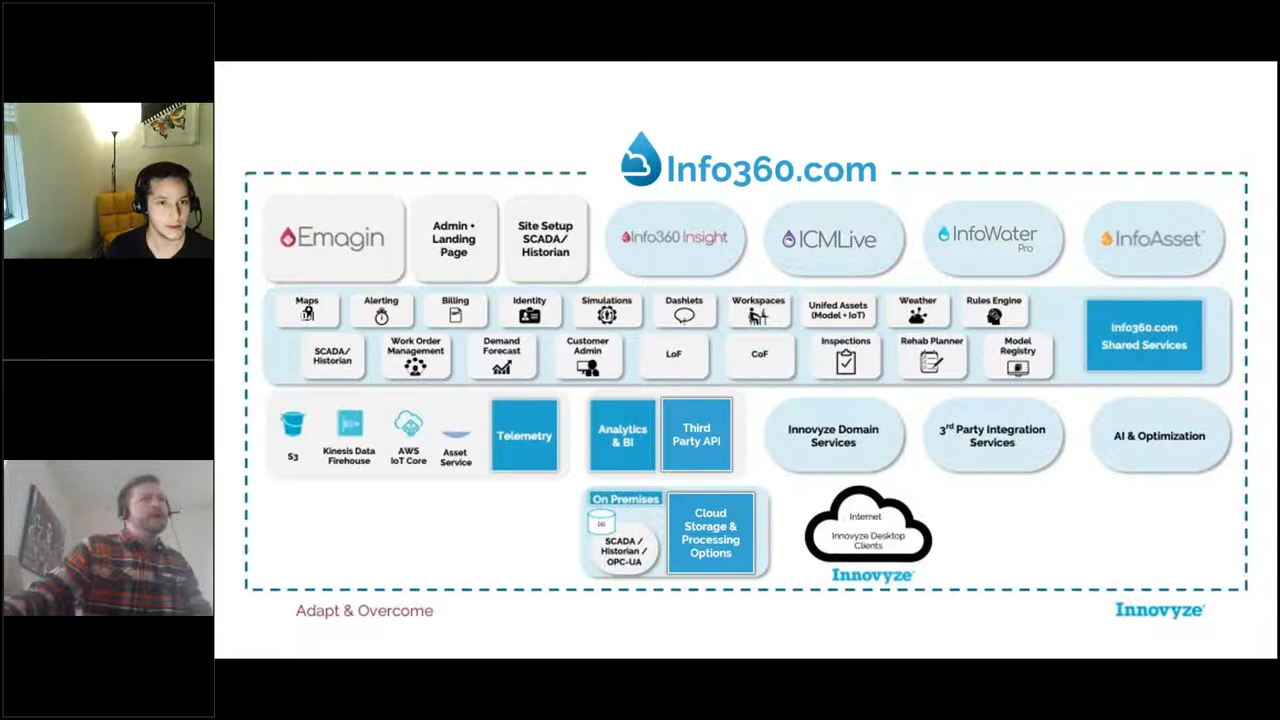 Info360.com
Emagin
Admin +
Landing
Page
Site Setup
SCADA/
Historian
Info360 Insight
ICMLive
InfoWater
Pro
InfoAsset™
Maps
Alerting
Billing
Identity
Simulations
Dashlets
Workspaces
Unifed Assets
(Model + IoT)
Weather
Rules Engine
Info360.com
Shared Services
SCADA/
Historian
Work Order
Management
Demand
Forecast
Customer
Admin
LoF
CoF
Inspections
Rehab Planner
Model
Registry
S3
Kinesis Data
Firehouse
AWS
IoT Core
Asset
Service
Telemetry
Analytics
& BI
Third
Party API
Innovyze Domain
Services
3rd Party Integration
Services
AI & Optimization
On Premises
DB
SCADA /
Historian /
OPC-UA
Cloud
Storage &
Processing
Options
Internet
Innovyze Desktop
Clients
Innovyze®
Adapt & Overcome
Innovyze®